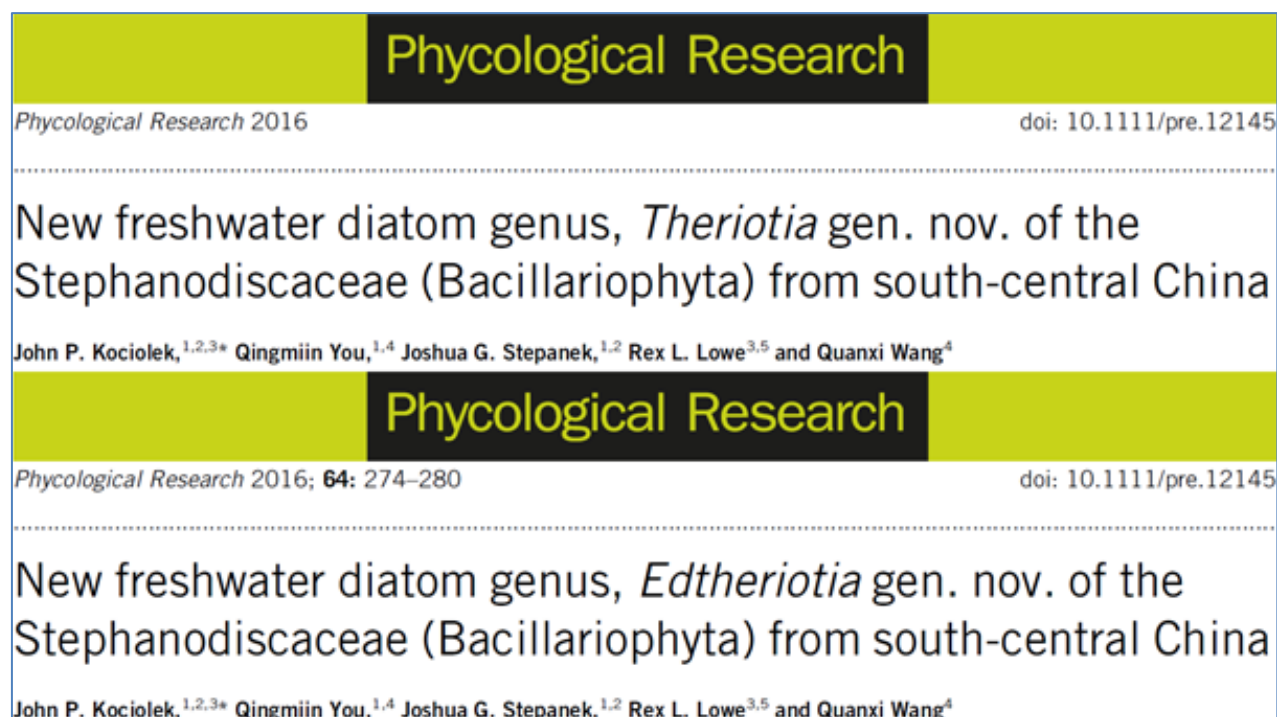 Phycological Research
Phycological Research 2016 doi: 10.1111/pre.12145
New freshwater diatom genus, Theriotia gen. nov. of the
Stephanodiscaceae (Bacillariophyta) from south-central China
John P. Kociolek,1,2,3* Qingmiin You,1,4 Joshua G. Stepanek,1,2 Rex L. Lowe3,5 and Quanxi Wang4
Phycological Research
Phycological Research 2016; 64: 274–280 doi: 10.1111/pre.12145
New freshwater diatom genus, Edtheriotia gen. nov. of the
Stephanodiscaceae (Bacillariophyta) from south-central China
John P. Kociolek,1,2,3* Qingmiin You,1,4 Joshua G. Stepanek,1,2 Rex L. Lowe3,5 and Quanxi Wang4